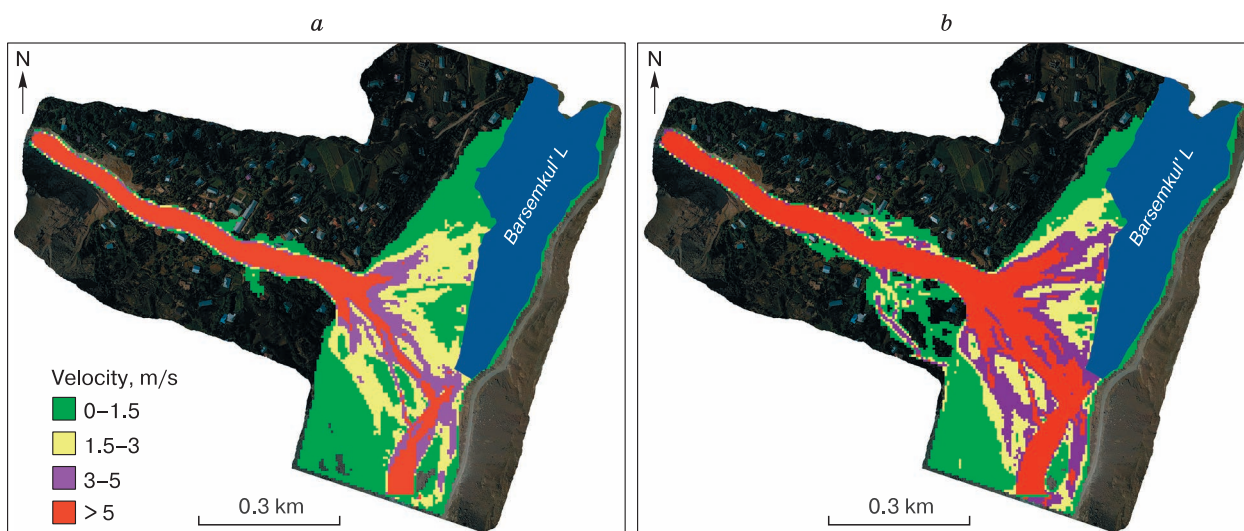 a
b
N
N
Barsemkul' L
Barsemkul' L
Velocity, m/s
0–1.5
1.5–3
3–5
> 5
0.3 km
0.3 km